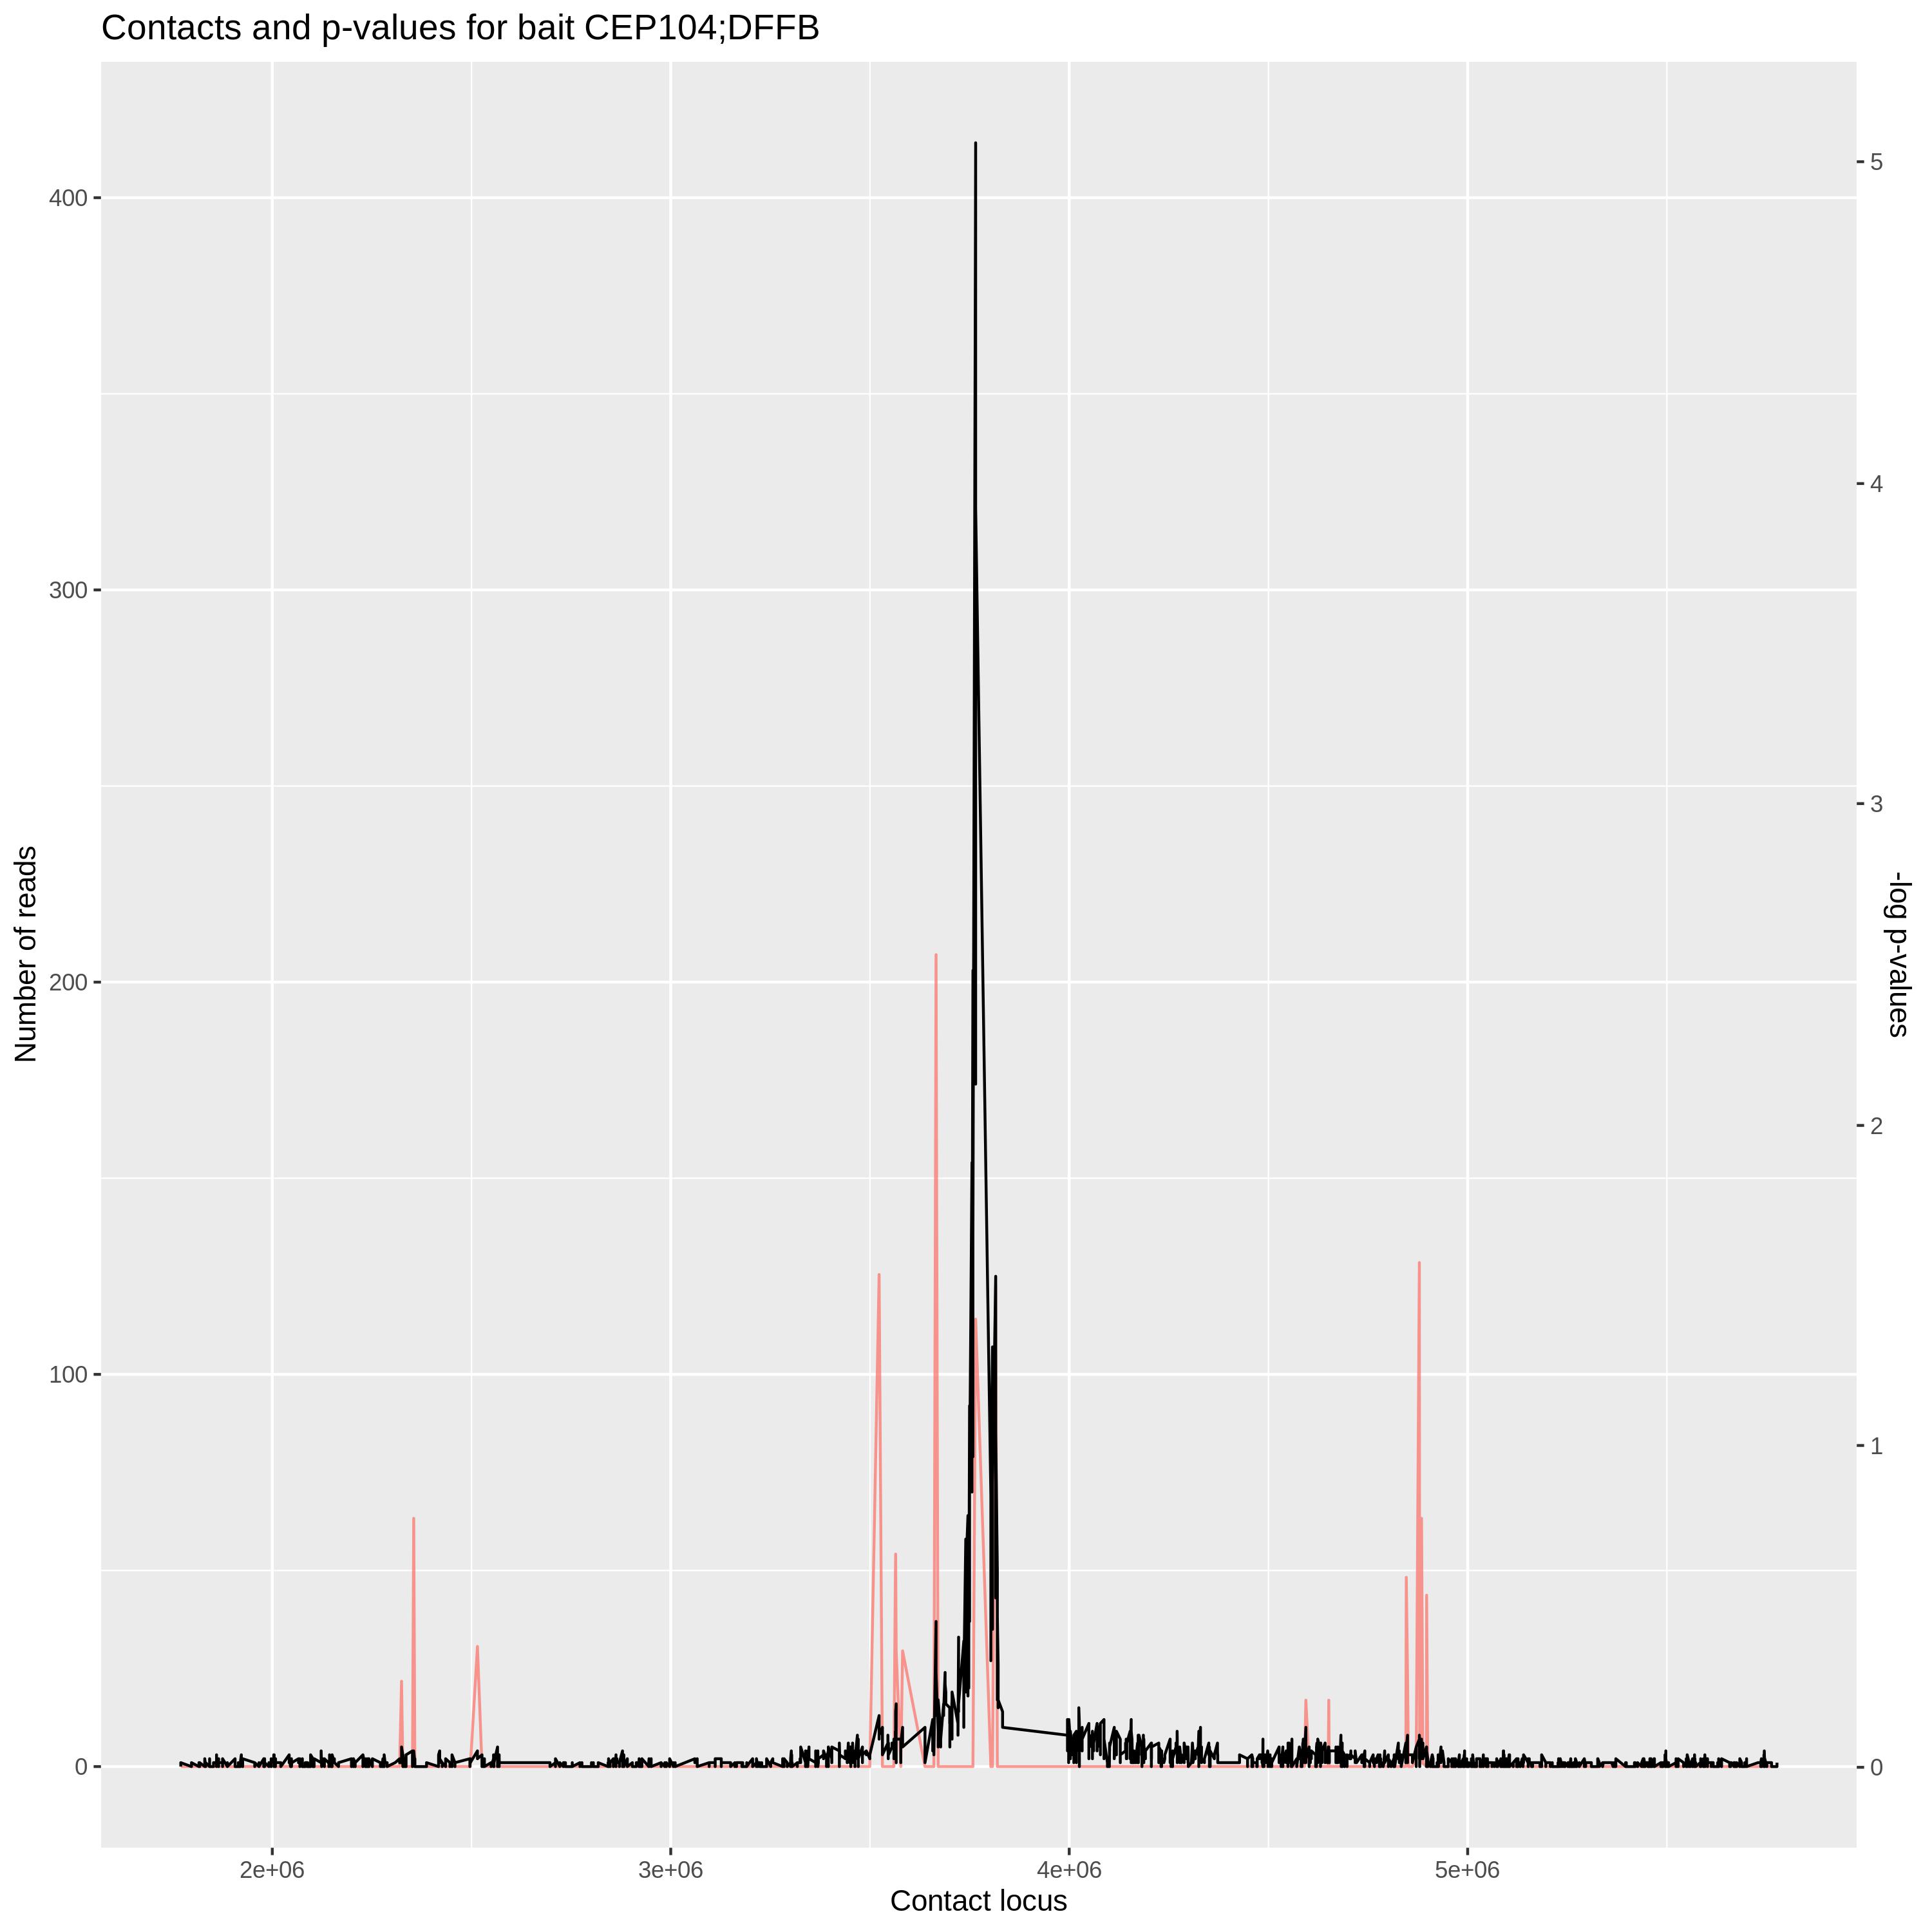 Contacts and p-values for bait CEP104;DFFB
Number of reads
400
300
200
100
0
5
4
3
2
1
0
-log p-values
2e+06
3e+06
4e+06
5e+06
Contact locus